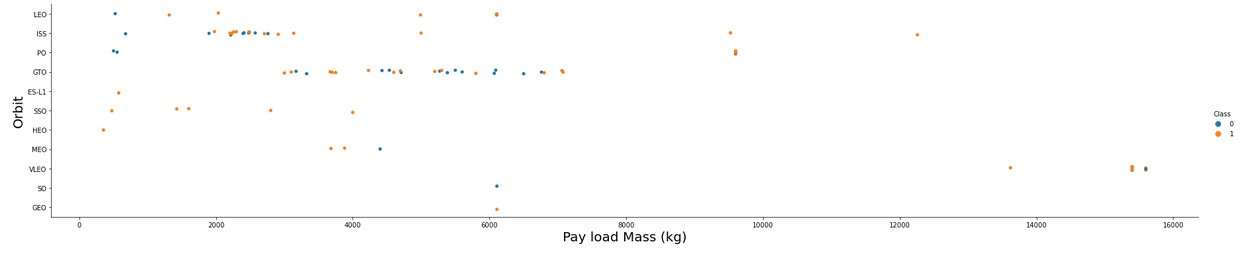 Orbit
LEO
ISS
PO
GTO
ES-L1
SSO
HEO
MEO
VLEO
SO
GEO
0 2000 4000 6000 8000 10000 12000 14000 16000
Pay load Mass (kg)
Class
0
1